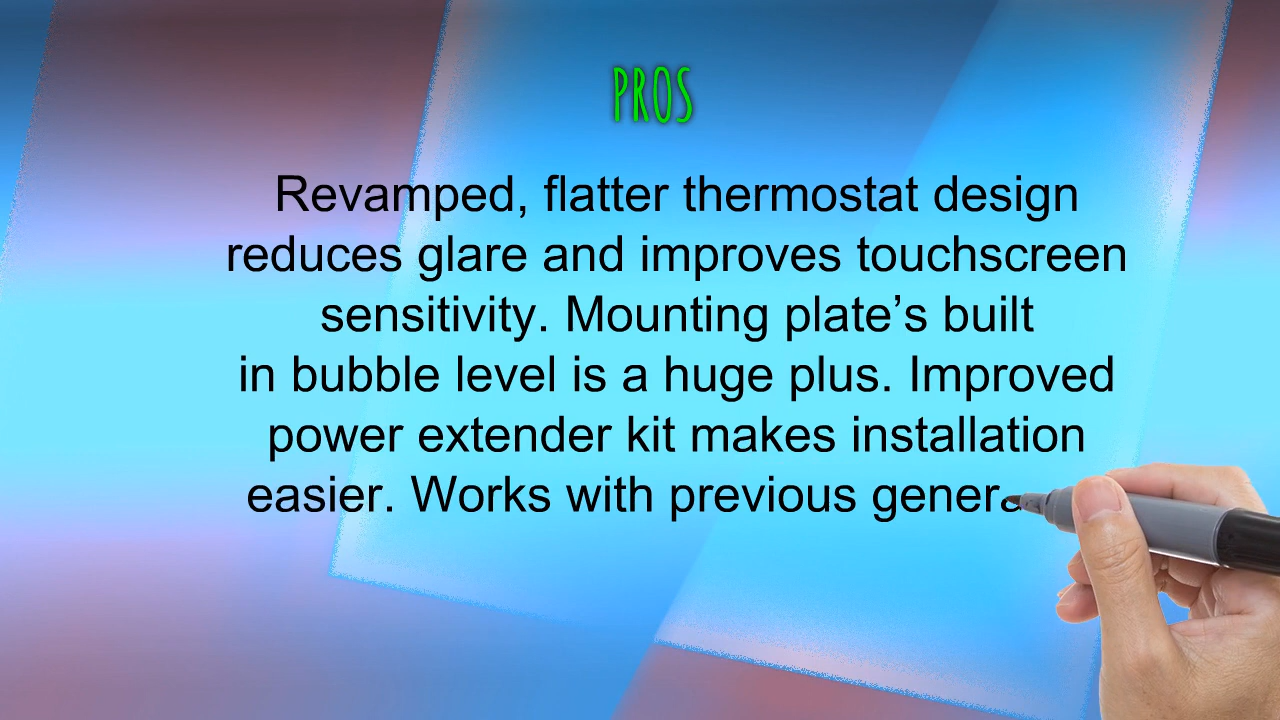 PROS
Revamped, flatter thermostat design
reduces glare and improves touchscreen
sensitivity. Mounting plate’s built
in bubble level is a huge plus. Improved
power extender kit makes installation
easier. Works with previous